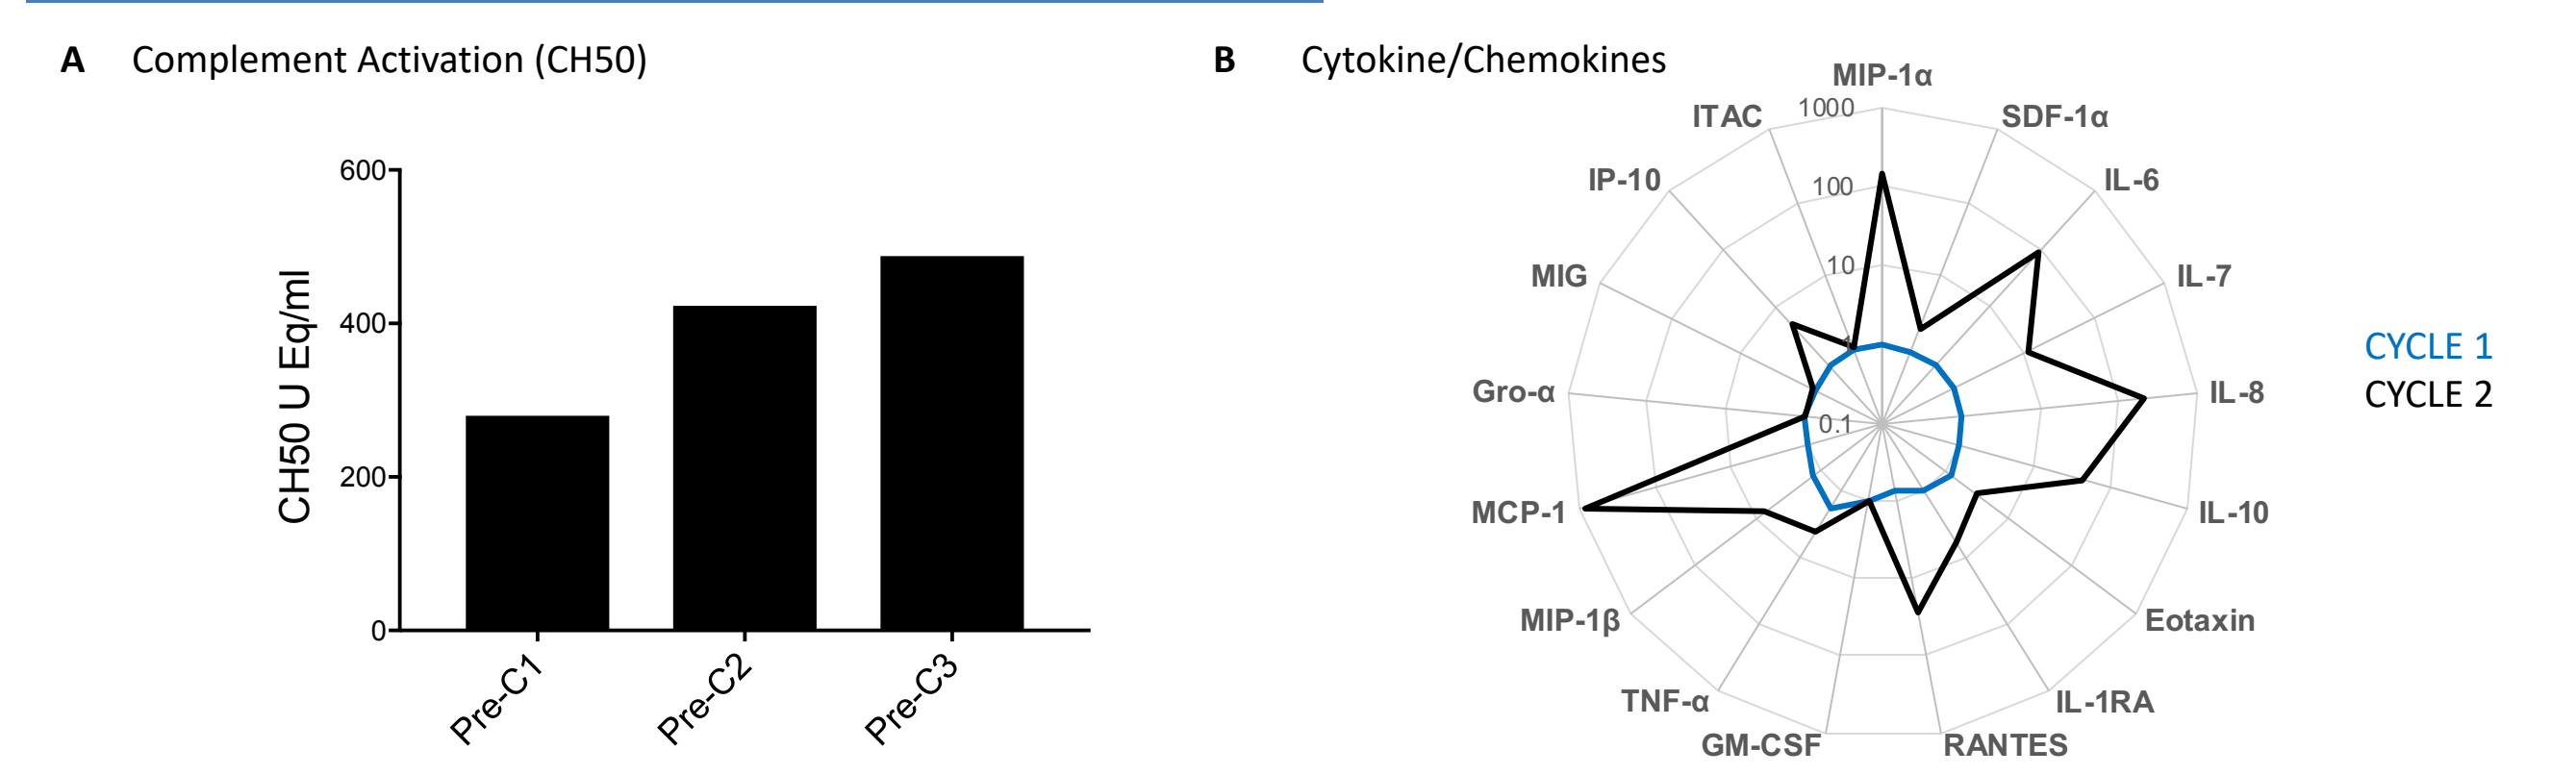 A Complement Activation (CH50)
CH50 U Eq/ml
600
400
200
0
Pre-C1
Pre-C2
Pre-C3
B Cytokine/Chemokines
MIP-1α
SDF-1α
IL-6
IL-7
IL-8
IL-10
Eotaxin
IL-1RA
RANTES
GM-CSF
TNF-α
MIP-1β
MCP-1
Gro-α
MIG
IP-10
ITAC
1000
100
10
1
0.1
CYCLE 1
CYCLE 2